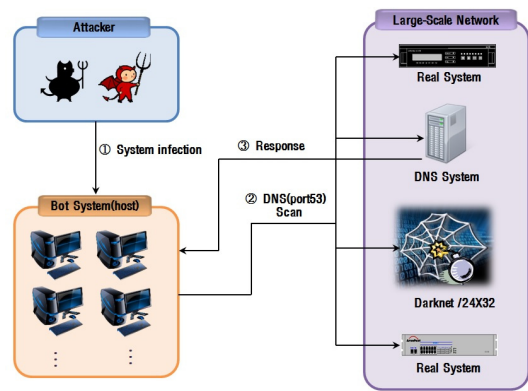 Attacker
Large-Scale Network
Real System
① System infection
③ Response
DNS System
Bot System(host)
② DNS(port53)
Scan
Darknet /24X32
Real System